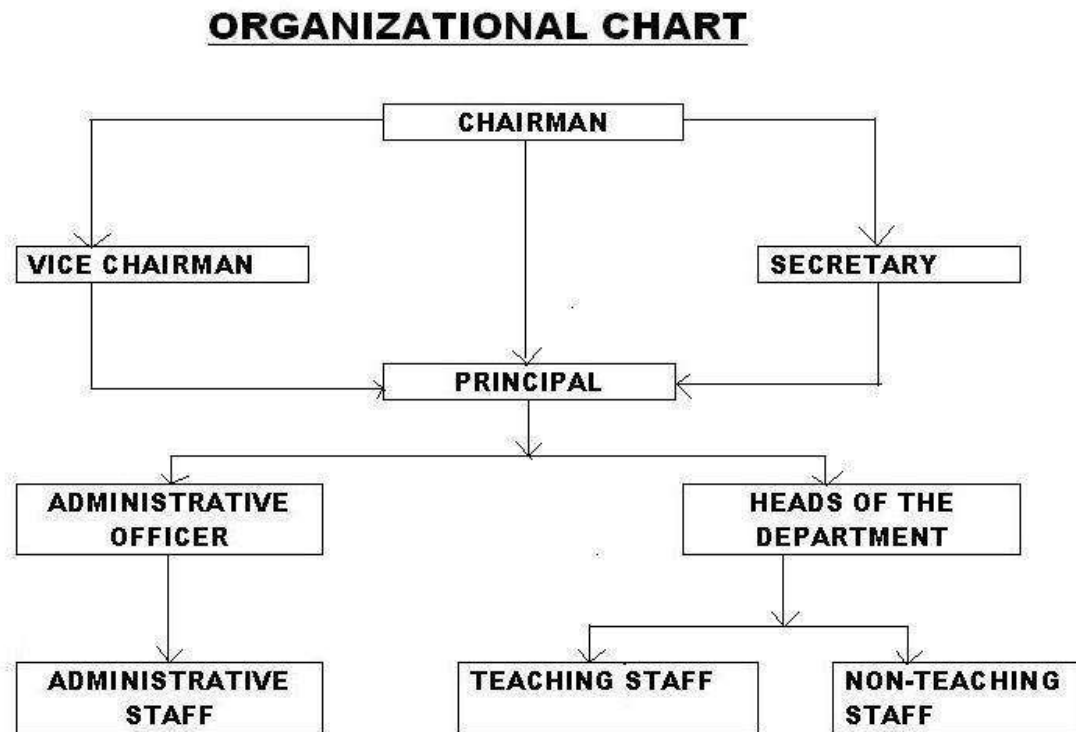 ORGANIZATIONAL CHART
CHAIRMAN
VICE CHAIRMAN
SECRETARY
PRINCIPAL
ADMINISTRATIVE
OFFICER
HEADS OF THE
DEPARTMENT
ADMINISTRATIVE
STAFF
TEACHING STAFF
NON-TEACHING
STAFF